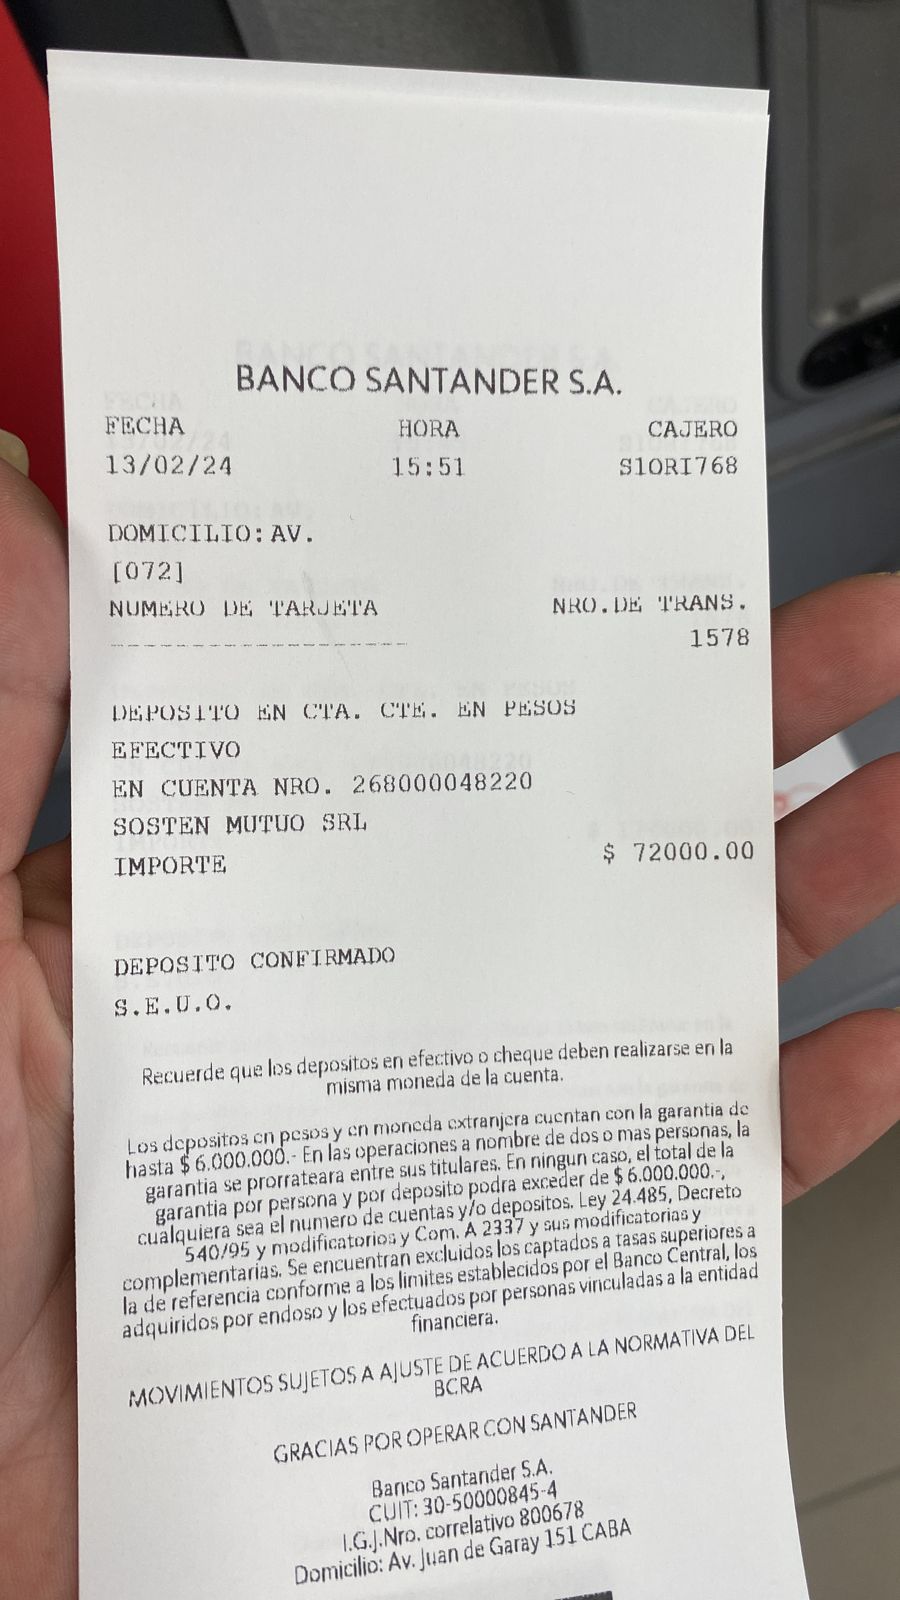 BANCO SANTANDER S.A.
FECHA HORA CAJERO
13/02/24 15:51 S1ORI768
DOMICILIO: AV.
[072]
NUMERO DE TARJETA NRO.DE TRANS.
-------------------- 1578
DEPOSITO EN CTA. CTE. EN PESOS
EFECTIVO
EN CUENTA NRO. 268000048220
SOSTEN MUTUO SRL
IMPORTE $ 72000.00
DEPOSITO CONFIRMADO
S.E.U.O.
Recuerde que los depositos en efectivo o cheque deben realizarse en la
misma moneda de la cuenta.
Los depositos en pesos y en moneda extranjera cuentan con la garantia de
hasta $ 6.000.000.- En las operaciones a nombre de dos o mas personas, la
garantia se prorrateara entre sus titulares. En ningun caso, el total de la
garantia por persona y por deposito podra exceder de $ 6.000.000.-,
cualquiera sea el numero de cuentas y/o depositos. Ley 24.485, Decreto
540/95 y modificatorios y Com. A 2337 y sus modificatorias y
complementarias. Se encuentran excluidos los captados a tasas superiores a
la de referencia conforme a los limites establecidos por el Banco Central, los
adquiridos por endoso y los efectuados por personas vinculadas a la entidad
financiera.
MOVIMIENTOS SUJETOS A AJUSTE DE ACUERDO A LA NORMATIVA DEL
BCRA
GRACIAS POR OPERAR CON SANTANDER
Banco Santander S.A.
CUIT: 30-50000845-4
I.G.J.Nro. correlativo 800678
Domicilio: Av. Juan de Garay 151 CABA